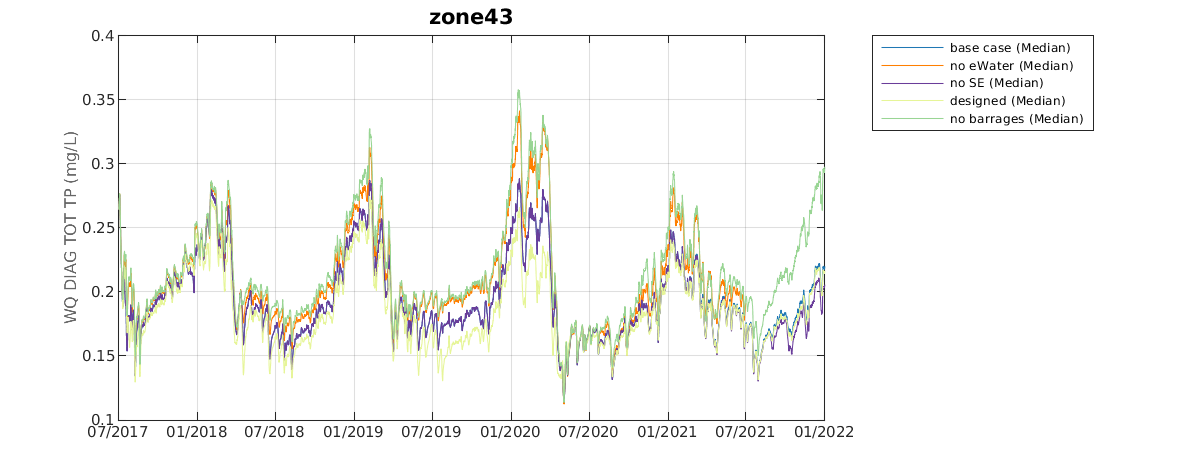 zone43
WQ DIAG TOT TP (mg/L)
0.4
0.35
0.3
0.25
0.2
0.15
0.1
07/2017 01/2018 07/2018 01/2019 07/2019 01/2020 07/2020 01/2021 07/2021 01/2022
base case (Median)
no eWater (Median)
no SE (Median)
designed (Median)
no barrages (Median)